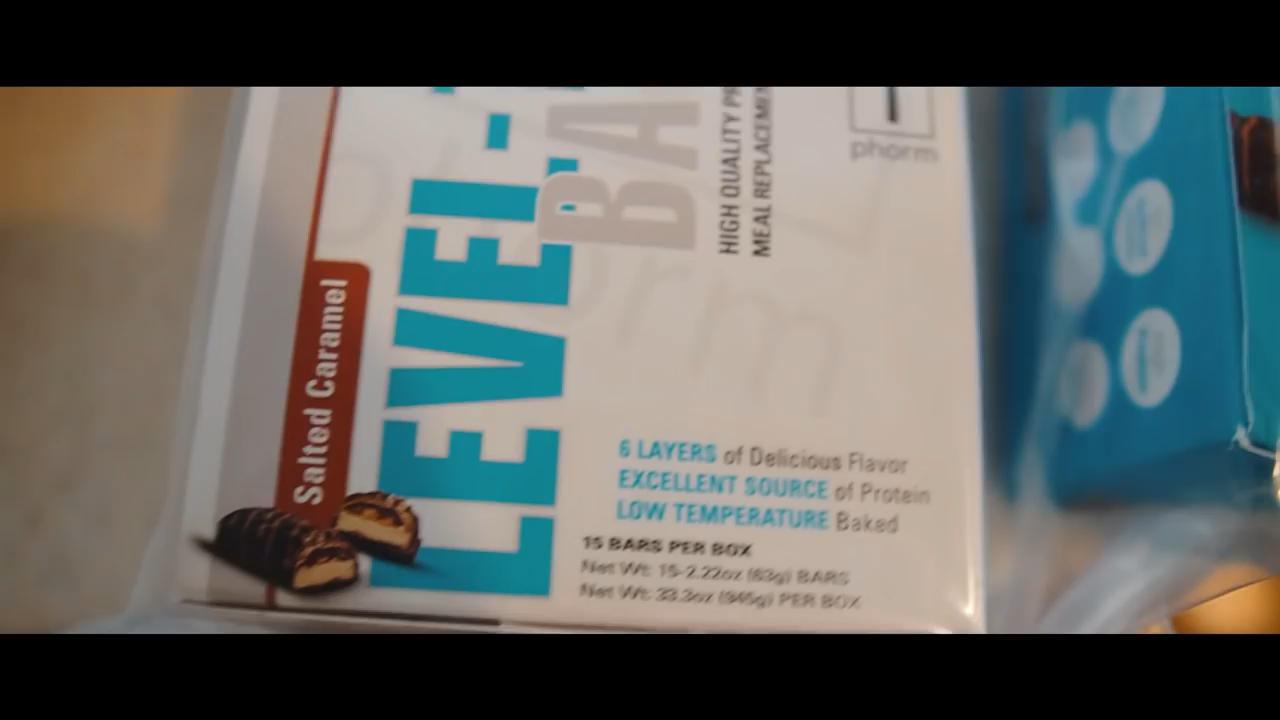 Salted Caramel
LEVEL-
BA
HIGH QUALITY PR
MEAL REPLACEMEN
phorm
6 LAYERS of Delicious Flavor
EXCELLENT SOURCE of Protein
LOW TEMPERATURE Baked
15 BARS PER BOX
Net Wt: 15-2.22oz (63g) BARS
Net Wt: 33.3oz (945g) PER BOX